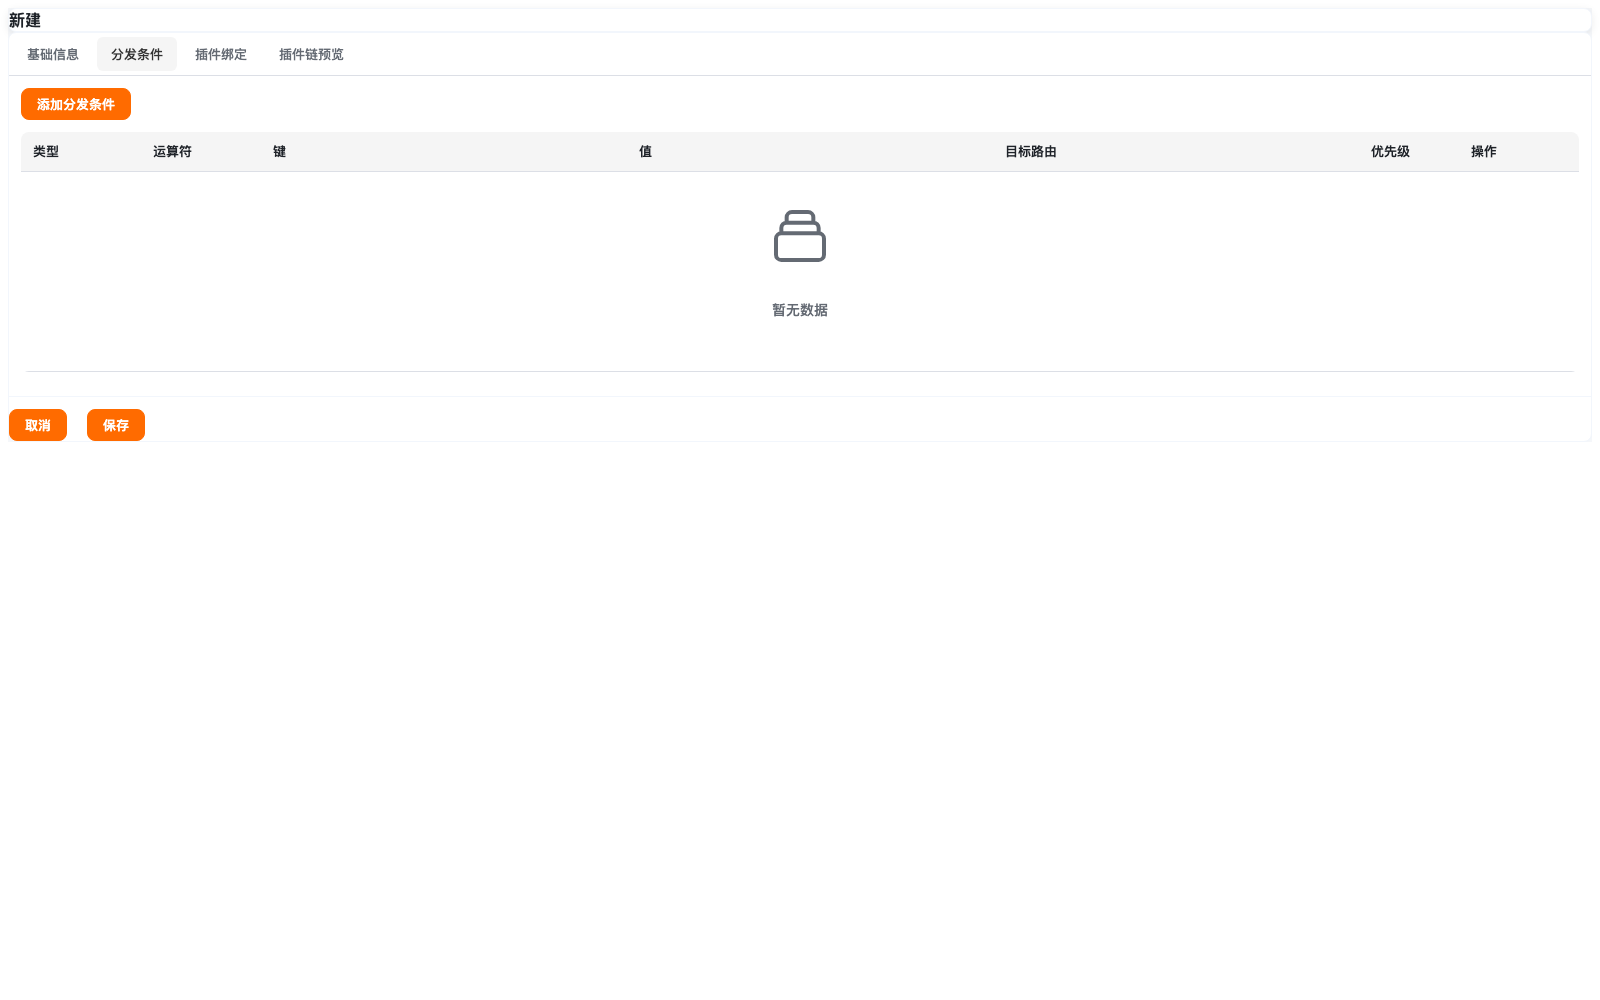 新建
基础信息 分发条件 插件绑定 插件链预览
添加分发条件
类型 运算符 键 值 目标路由 优先级 操作
暂无数据
取消 保存